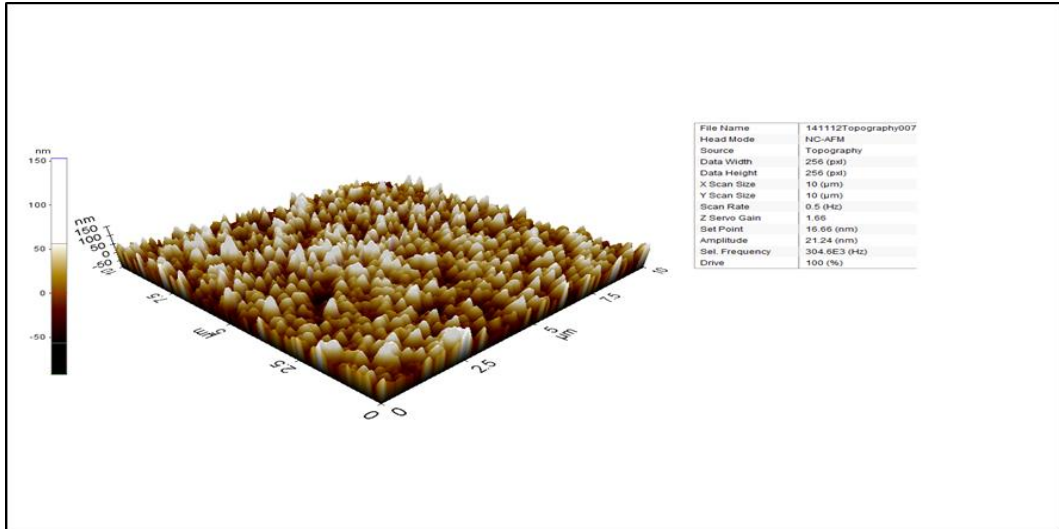 nm
150
100
50
0
-50
nm
150
100
50
0
-50
10
7.5
5
µm
2.5
0
0
2.5
5
µm
7.5
10
File Name 141112Topography007
Head Mode NC-AFM
Source Topography
Data Width 256 (pxl)
Data Height 256 (pxl)
X Scan Size 10 (µm)
Y Scan Size 10 (µm)
Scan Rate 0.5 (Hz)
Z Servo Gain 1.66
Set Point 16.66 (nm)
Amplitude 21.24 (nm)
Sel. Frequency 304.6E3 (Hz)
Drive 100 (%)